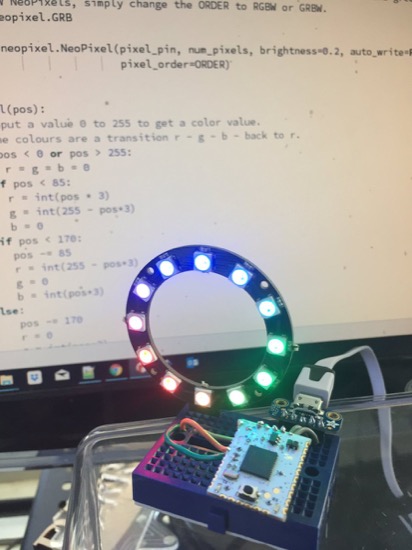 NeoPixels, simply change the ORDER to RGBW or GRBW.
neopixel.GRB
neopixel.NeoPixel(pixel_pin, num_pixels, brightness=0.2, auto_write=
pixel_order=ORDER)
l(pos):
put a value 0 to 255 to get a color value.
e colours are a transition r - g - b - back to r.
pos < 0 or pos > 255:
r = g = b = 0
f pos < 85:
r = int(pos * 3)
g = int(255 - pos*3)
b = 0
if pos < 170:
pos -= 85
r = int(255 - pos*3)
g = 0
b = int(pos*3)
lse:
pos -= 170
r = 0